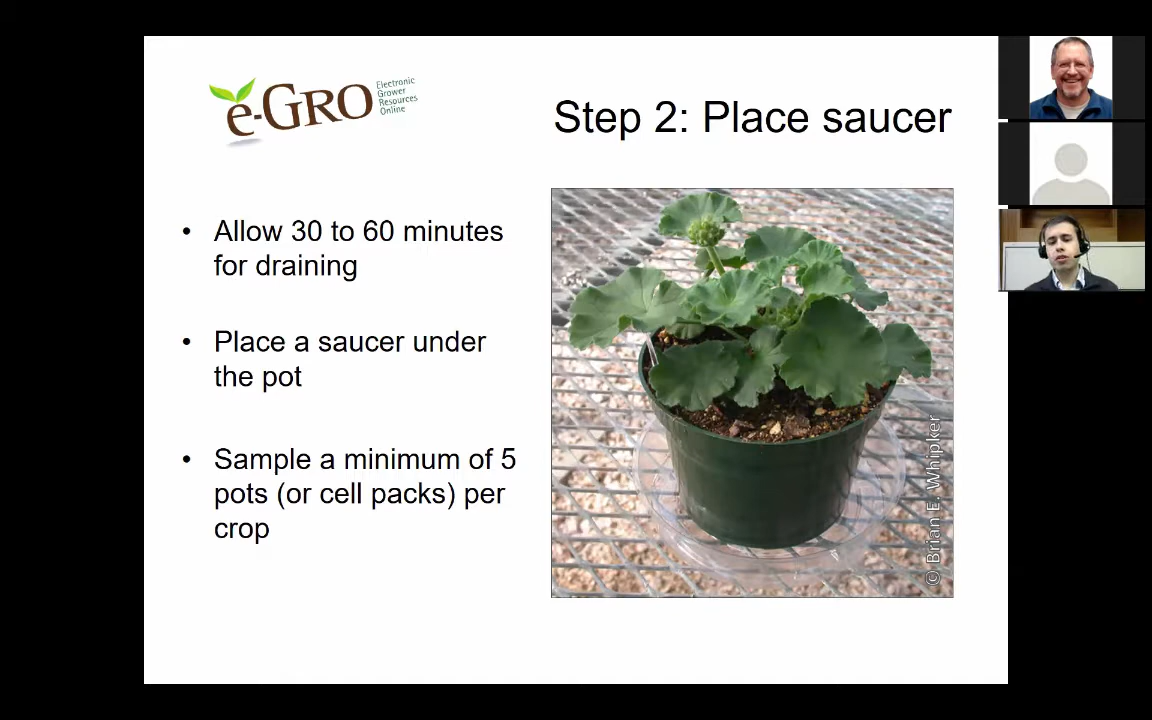 e-GRO
Electronic
Grower
Resources
Online
Step 2: Place saucer
• Allow 30 to 60 minutes
for draining
• Place a saucer under
the pot
• Sample a minimum of 5
pots (or cell packs) per
crop
© Brian E. Whipker